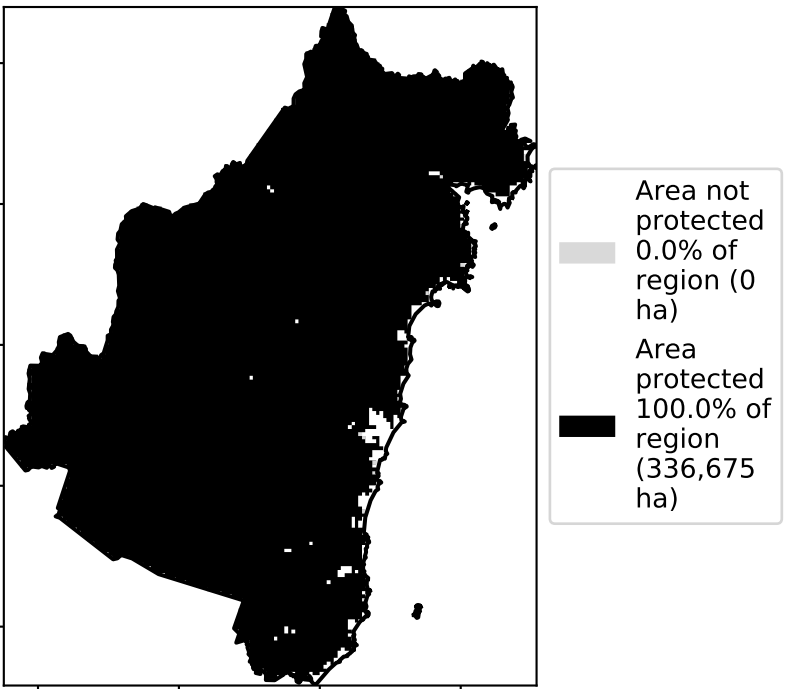 Area not
protected
0.0% of
region (0
ha)
Area
protected
100.0% of
region
(336,675
ha)